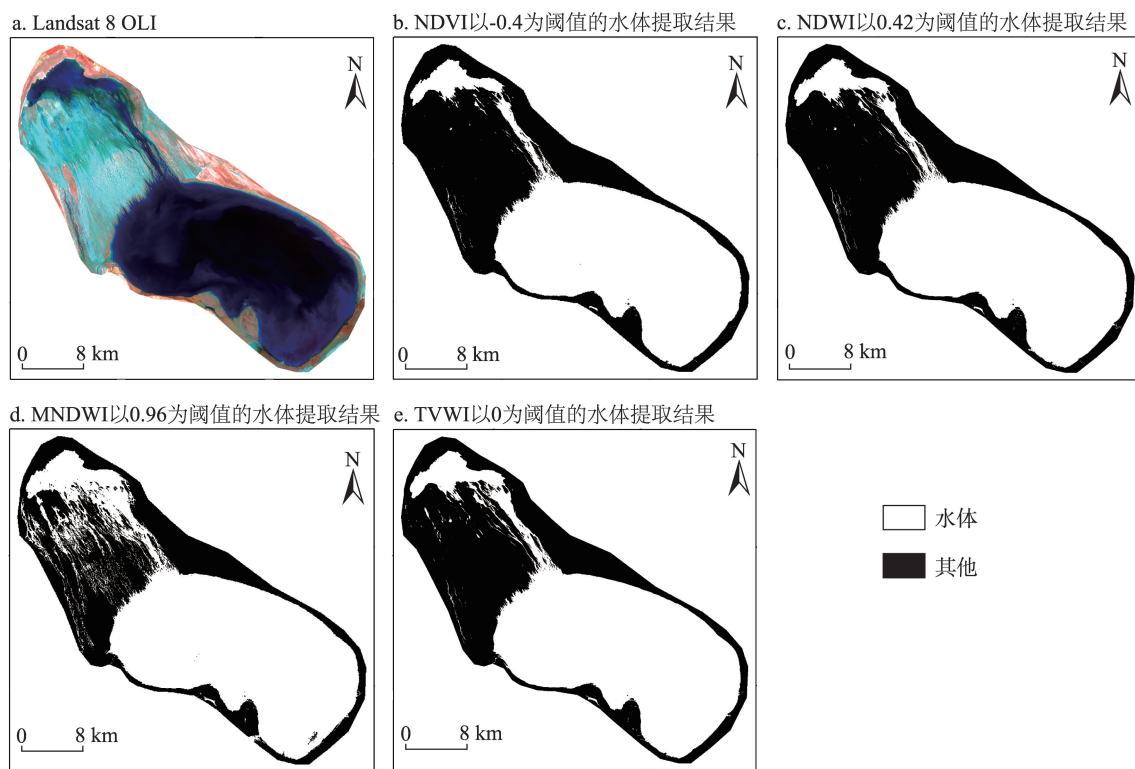 a. Landsat 8 OLI
b. NDVI以-0.4为阈值的水体提取结果
c. NDWI以0.42为阈值的水体提取结果
N
N
N
0 8 km
0 8 km
0 8 km
d. MNDWI以0.96为阈值的水体提取结果
e. TVWI以0为阈值的水体提取结果
N
N
水体
其他
0 8 km
0 8 km